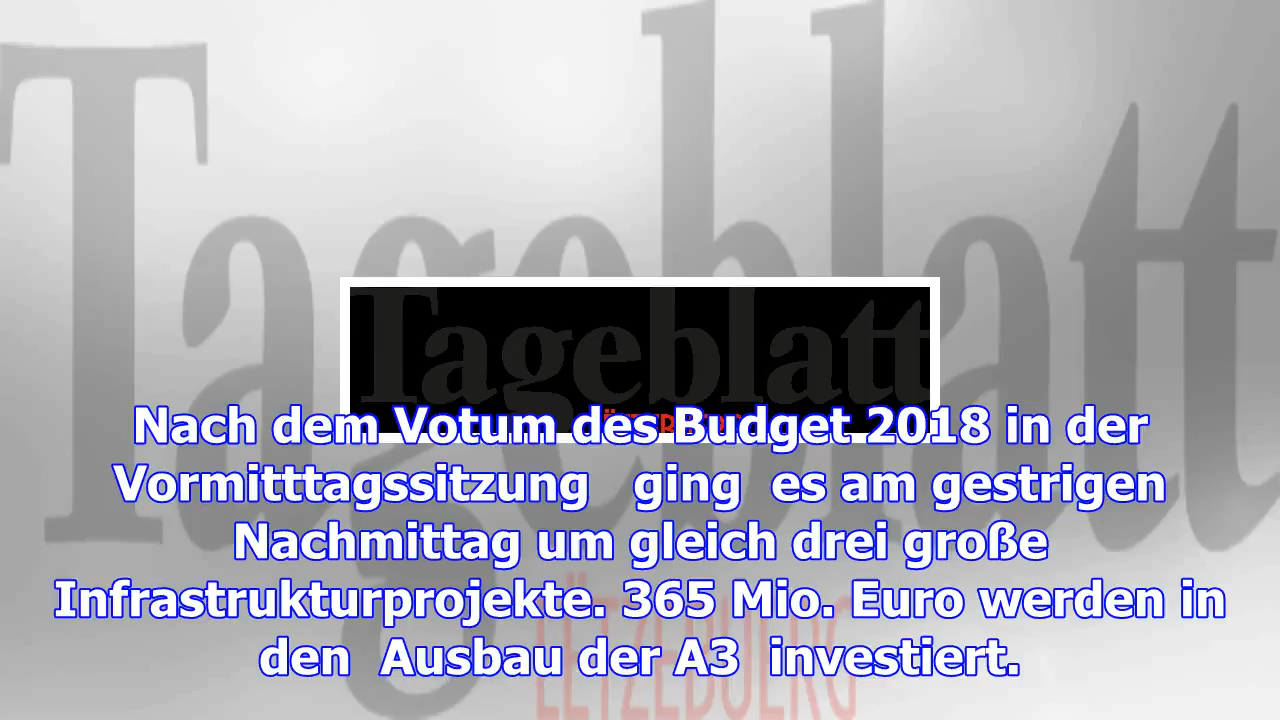 Tageblatt
Tageblatt
Nach dem Votum des Budget 2018 in der
Vormitttagssitzung ging es am gestrigen
Nachmittag um gleich drei große
Infrastrukturprojekte. 365 Mio. Euro werden in
den Ausbau der A3 investiert.
LËTZEBUERG